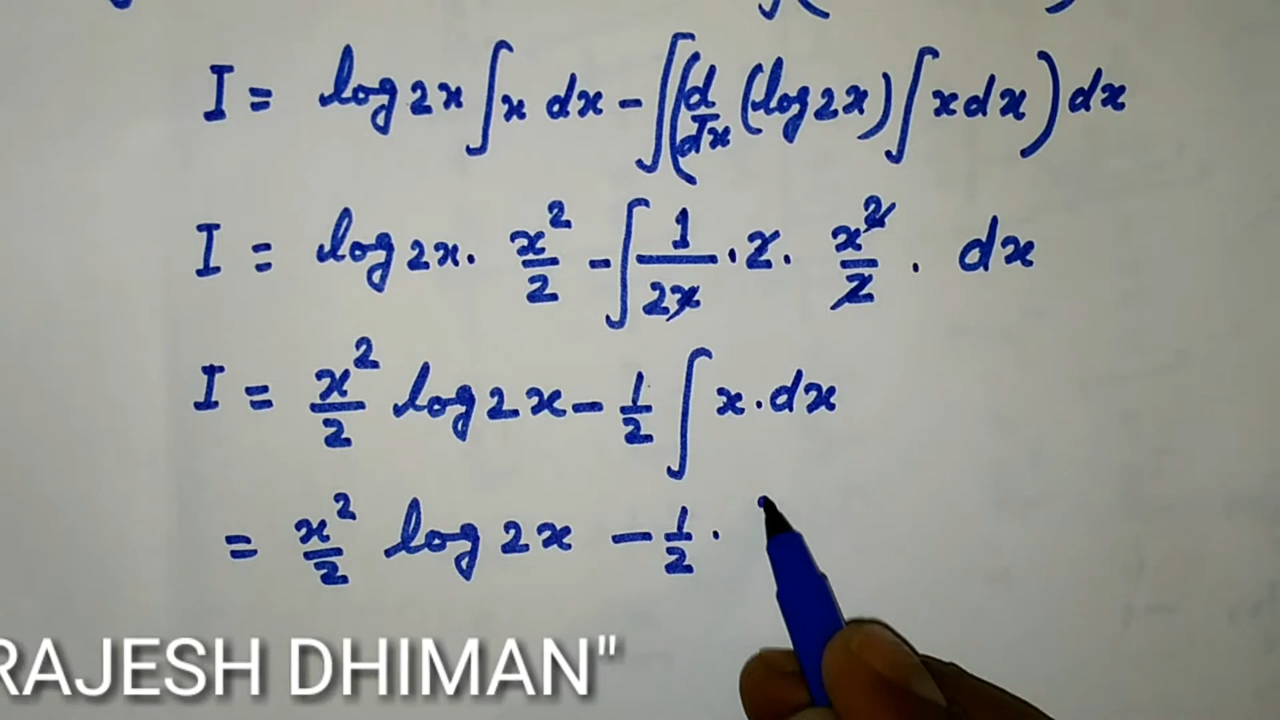 I = log 2x ∫ x dx - ∫ (d/dx (log 2x) ∫ x dx) dx
I = log 2x . x²/2 - ∫ 1/2x . 2 . x²/2 . dx
I = x²/2 log 2x - 1/2 ∫ x . dx
= x²/2 log 2x - 1/2 .
RAJESH DHIMAN"